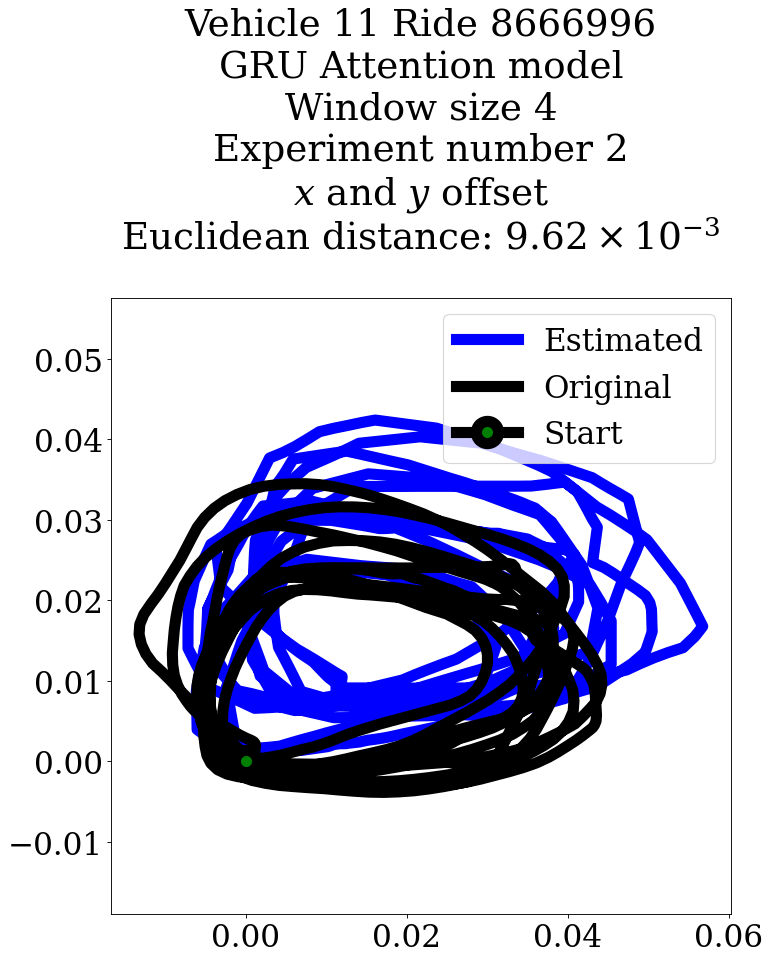 Vehicle 11 Ride 8666996
GRU Attention model
Window size 4
Experiment number 2
x and y offset
Euclidean distance: 9.62 × 10⁻³
Estimated
Original
Start
0.05
0.04
0.03
0.02
0.01
0.00
−0.01
0.00 0.02 0.04 0.06